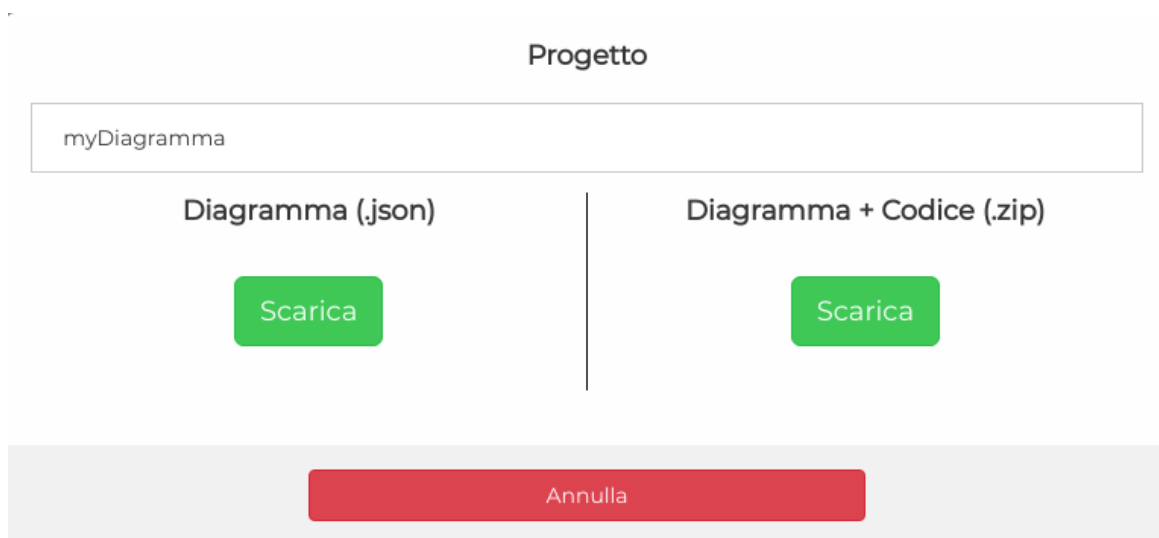 Progetto
myDiagramma
Diagramma (.json)
Diagramma + Codice (.zip)
Scarica
Scarica
Annulla